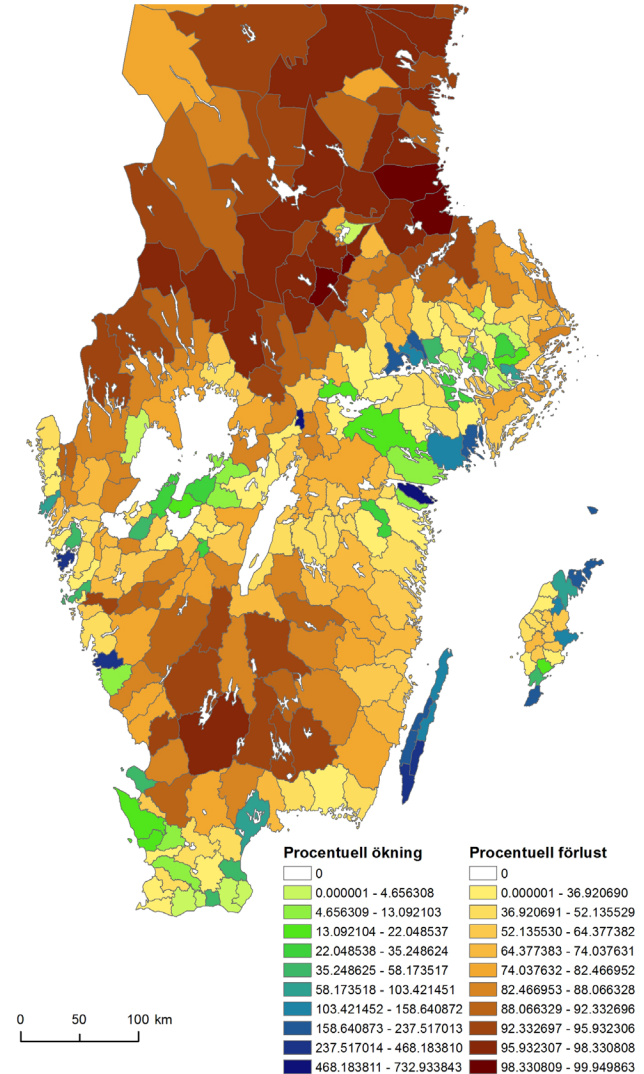 Procentuell ökning
0
0.000001 - 4.656308
4.656309 - 13.092103
13.092104 - 22.048537
22.048538 - 35.248624
35.248625 - 58.173517
58.173518 - 103.421451
103.421452 - 158.640872
158.640873 - 237.517013
237.517014 - 468.183810
468.183811 - 732.933843
Procentuell förlust
0
0.000001 - 36.920690
36.920691 - 52.135529
52.135530 - 64.377382
64.377383 - 74.037631
74.037632 - 82.466952
82.466953 - 88.066328
88.066329 - 92.332696
92.332697 - 95.932306
95.932307 - 98.330808
98.330809 - 99.949863
0 50 100 km